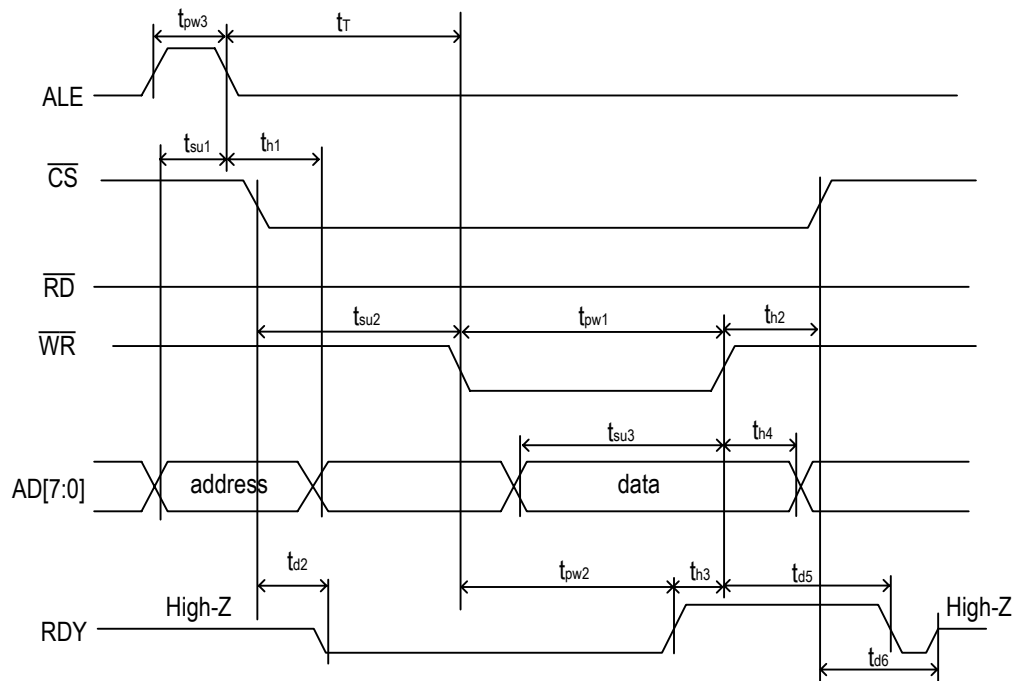 tpw3 tT
ALE
tsu1 th1
CS
RD
tsu2 tpw1 th2
WR
tsu3 th4
AD[7:0] address data
td2 tpw2 th3 td5
High-Z High-Z
RDY
td6